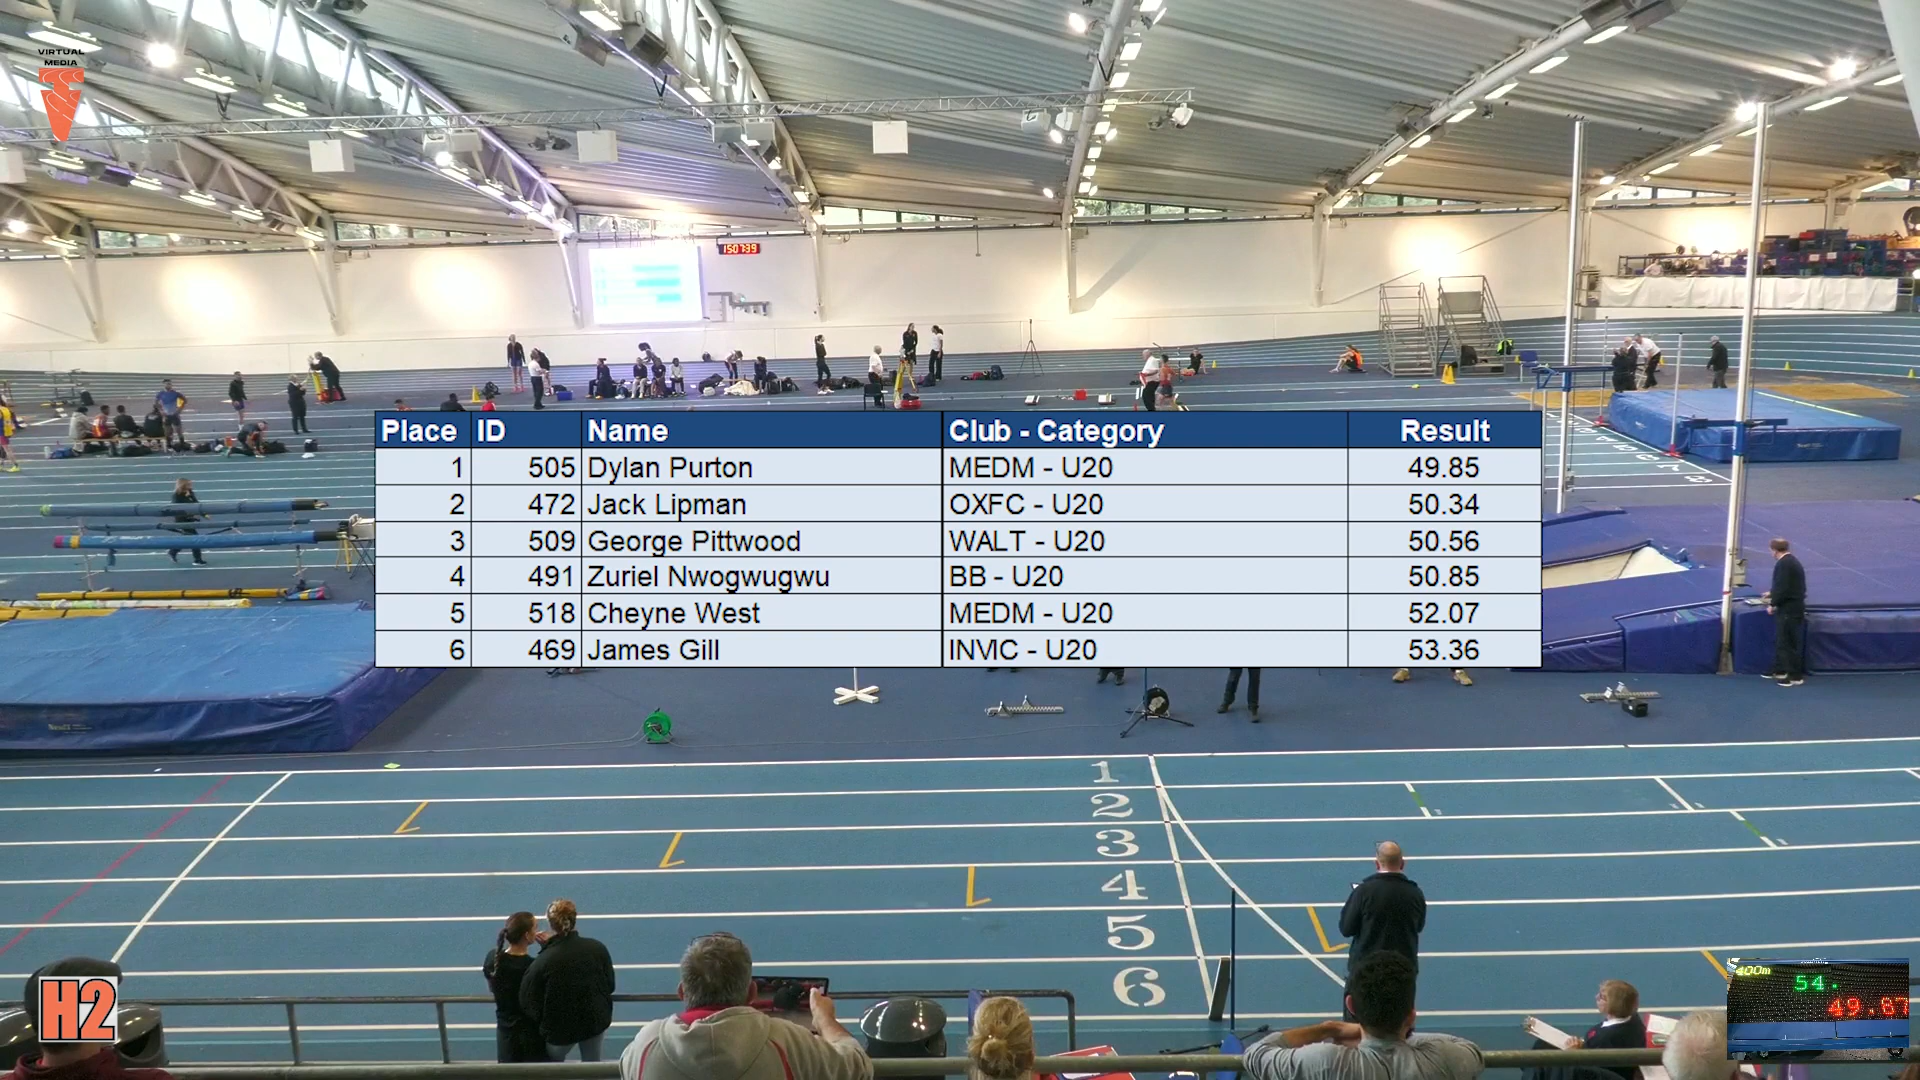 VIRTUAL
MEDIA
150739
Place ID Name Club - Category Result
1 505 Dylan Purton MEDM - U20 49.85
2 472 Jack Lipman OXFC - U20 50.34
3 509 George Pittwood WALT - U20 50.56
4 491 Zuriel Nwogwugwu BB - U20 50.85
5 518 Cheyne West MEDM - U20 52.07
6 469 James Gill INVIC - U20 53.36
1
2
3
4
5
6
H2
400m
54.
49.87